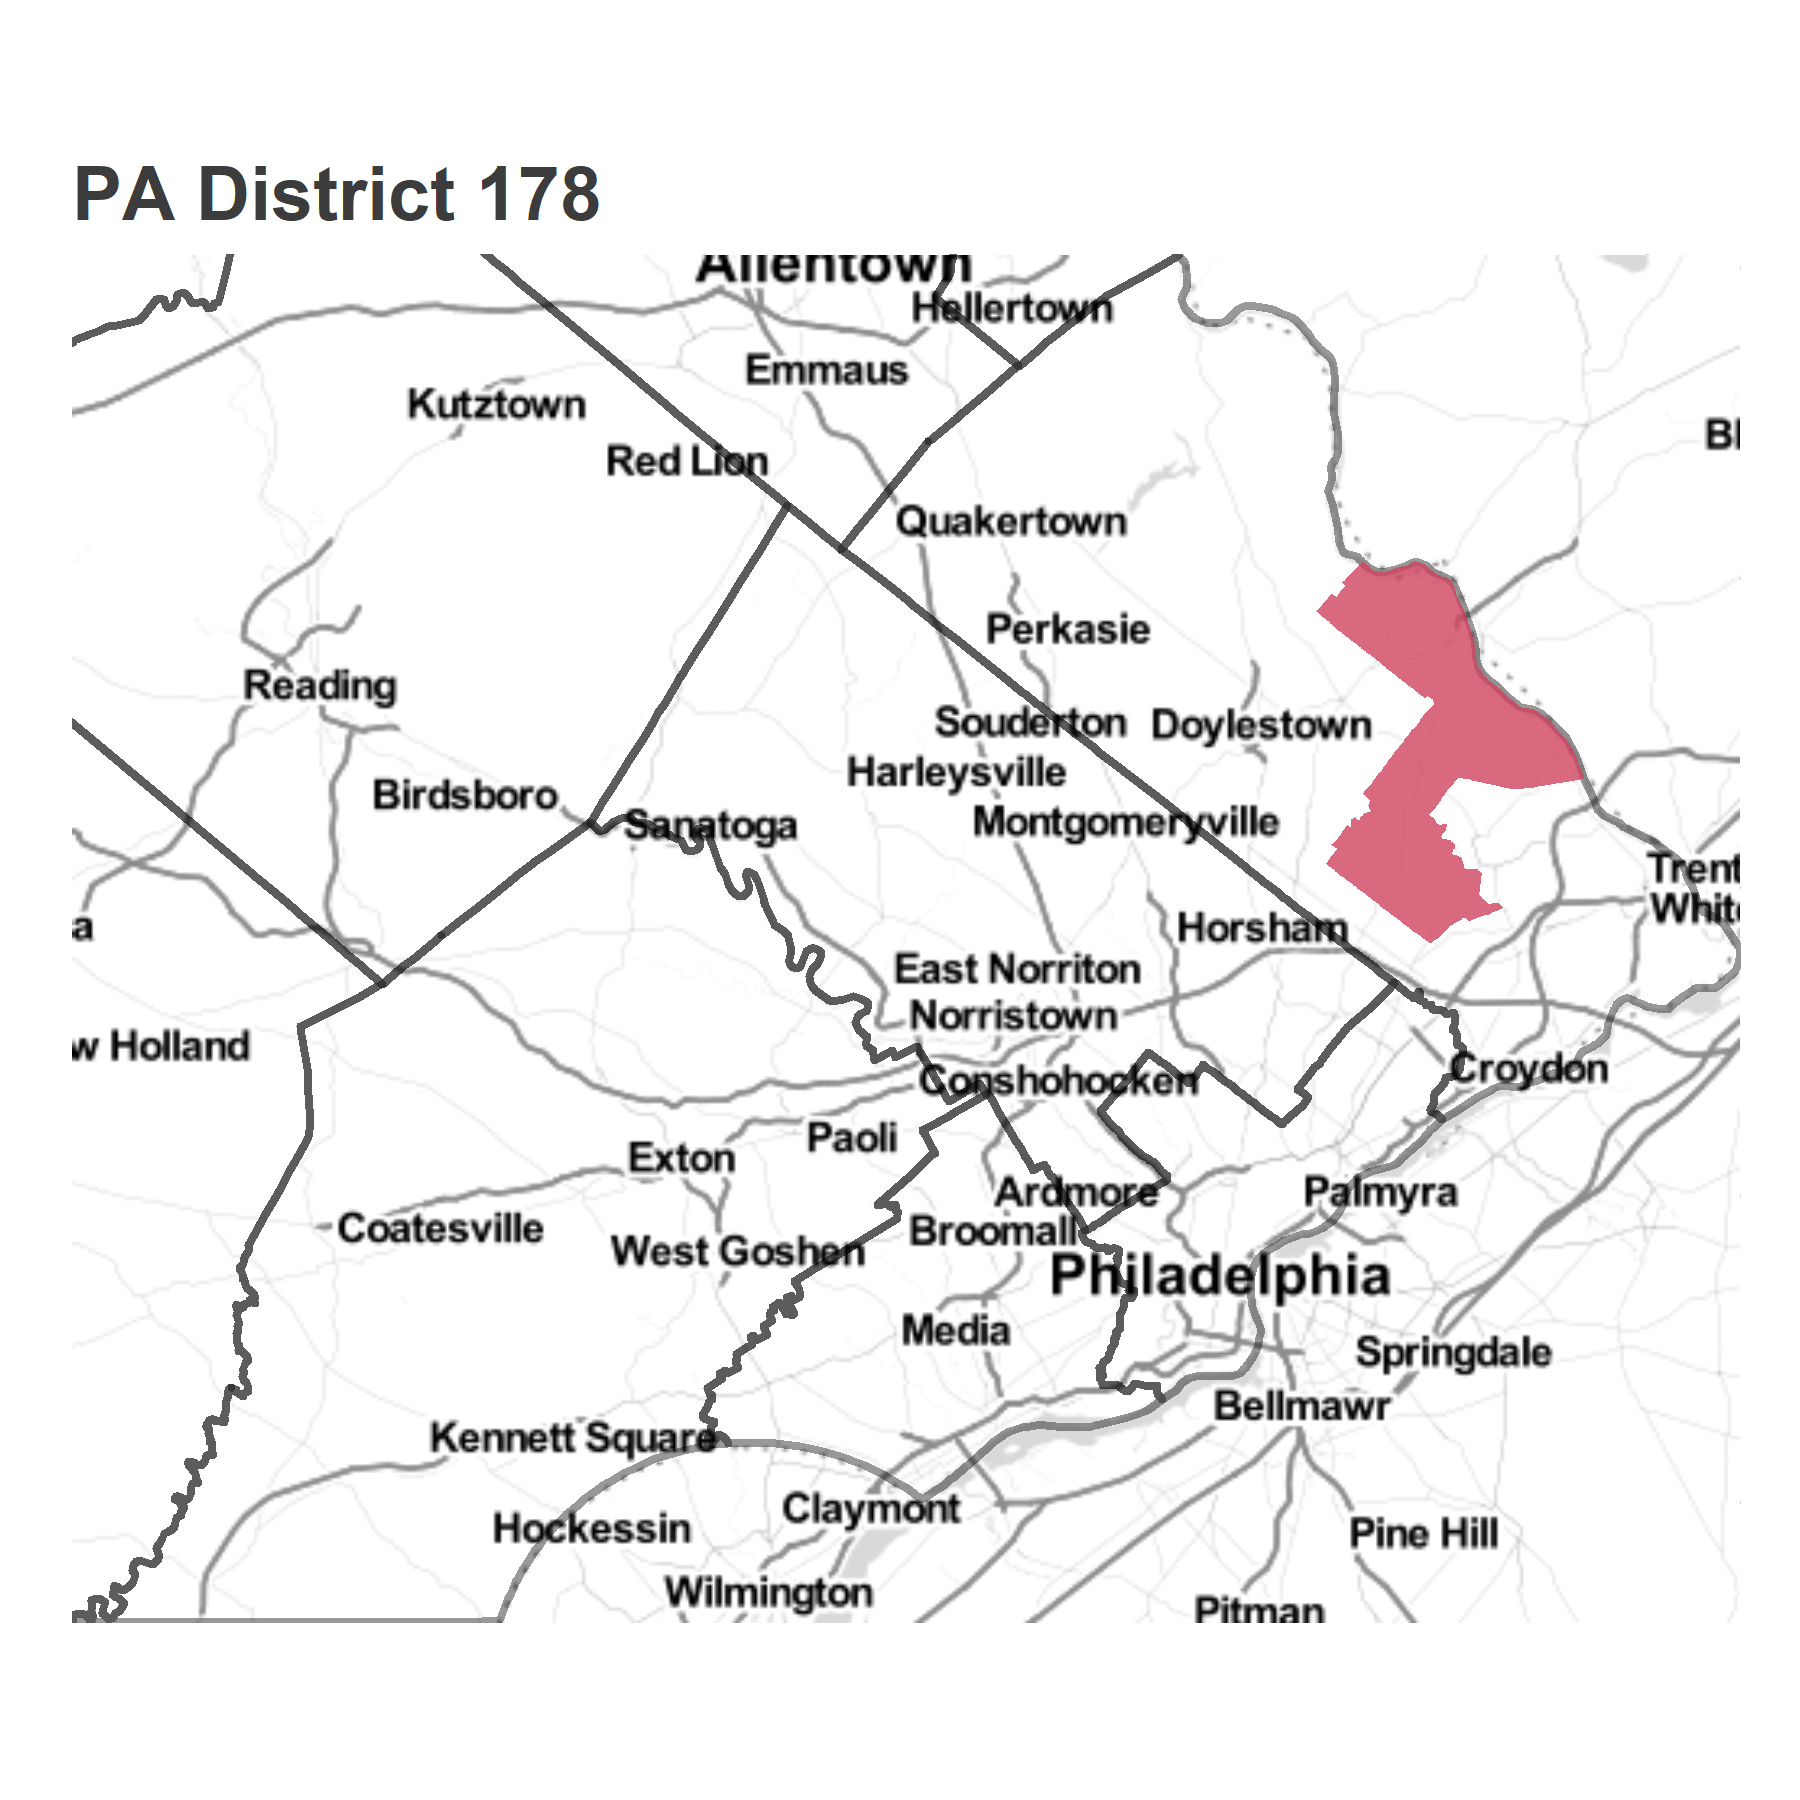 PA District 178
Allentown
Hellertown
Emmaus
Kutztown
Red Lion
Quakertown
Perkasie
Reading
Souderton
Doylestown
Harleysville
Birdsboro
Sanatoga
Montgomeryville
Trent
White
a
Horsham
East Norriton
Norristown
w Holland
Conshohocken
Croydon
Paoli
Exton
Ardmore
Palmyra
Coatesville
Broomall
West Goshen
Philadelphia
Media
Springdale
Bellmawr
Kennett Square
Claymont
Hockessin
Pine Hill
Wilmington
Pitman